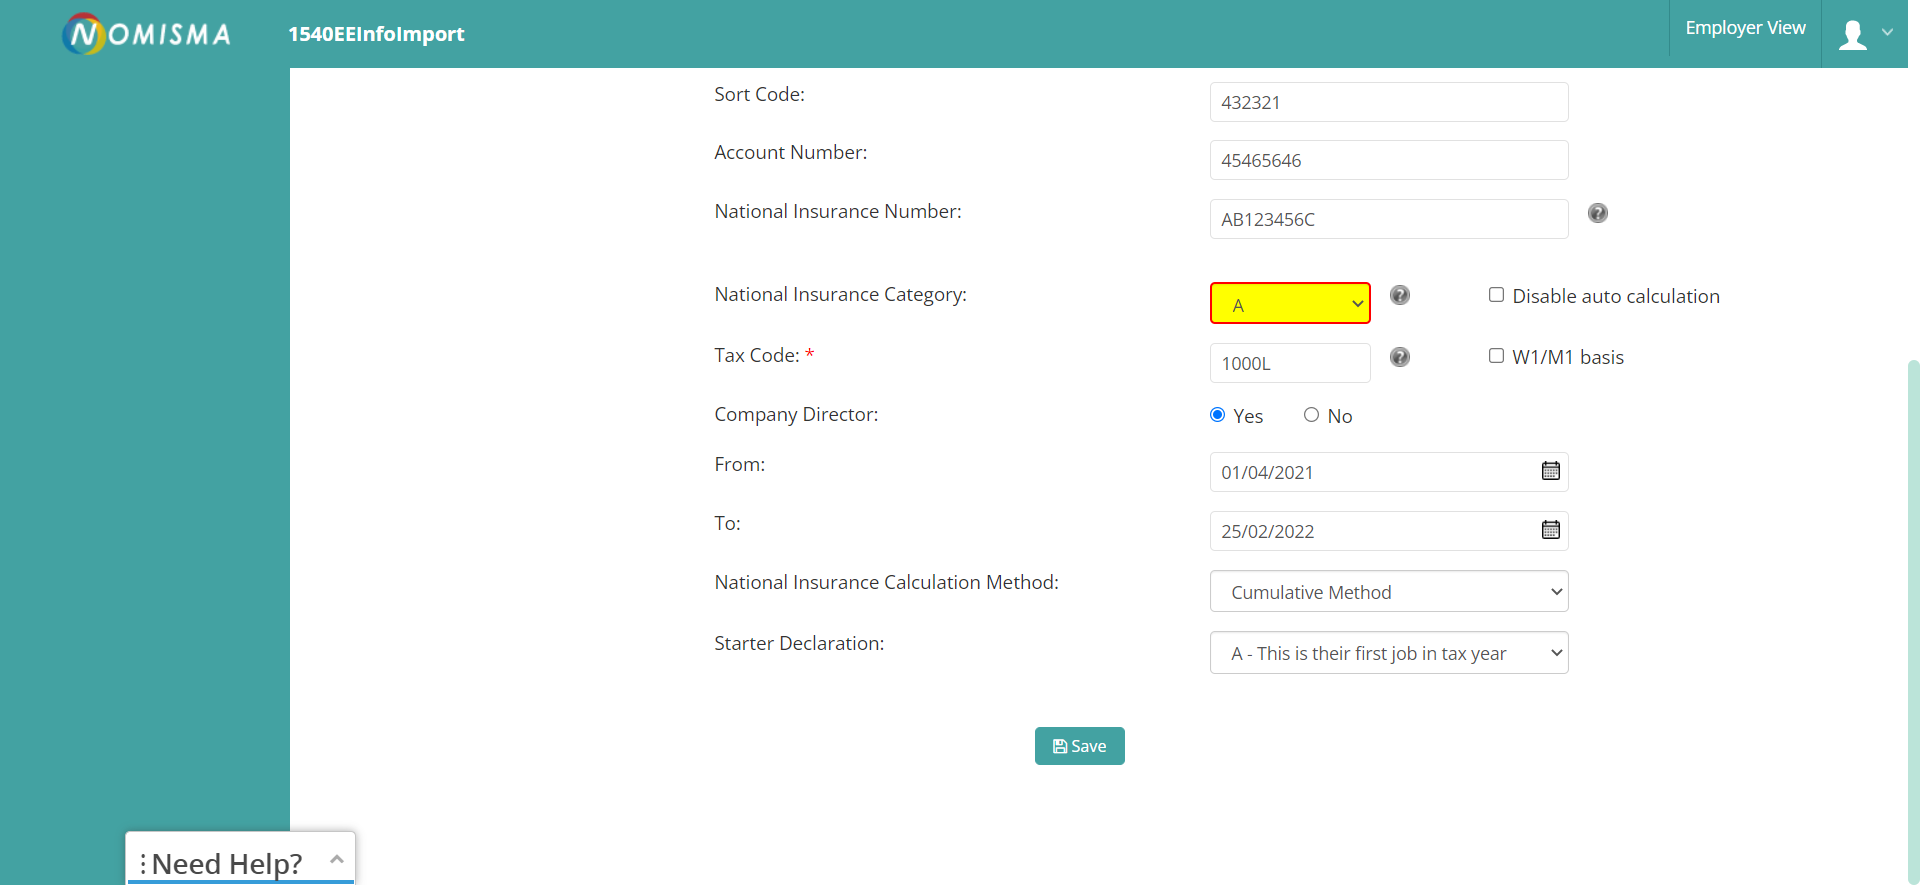 NOMISMA
1540EEInfoImport
Employer View
Sort Code:
432321
Account Number:
45465646
National Insurance Number:
AB123456C
?
National Insurance Category:
A
?
Disable auto calculation
Tax Code: *
1000L
?
W1/M1 basis
Company Director:
Yes
No
From:
01/04/2021
To:
25/02/2022
National Insurance Calculation Method:
Cumulative Method
Starter Declaration:
A - This is their first job in tax year
Save
Need Help?